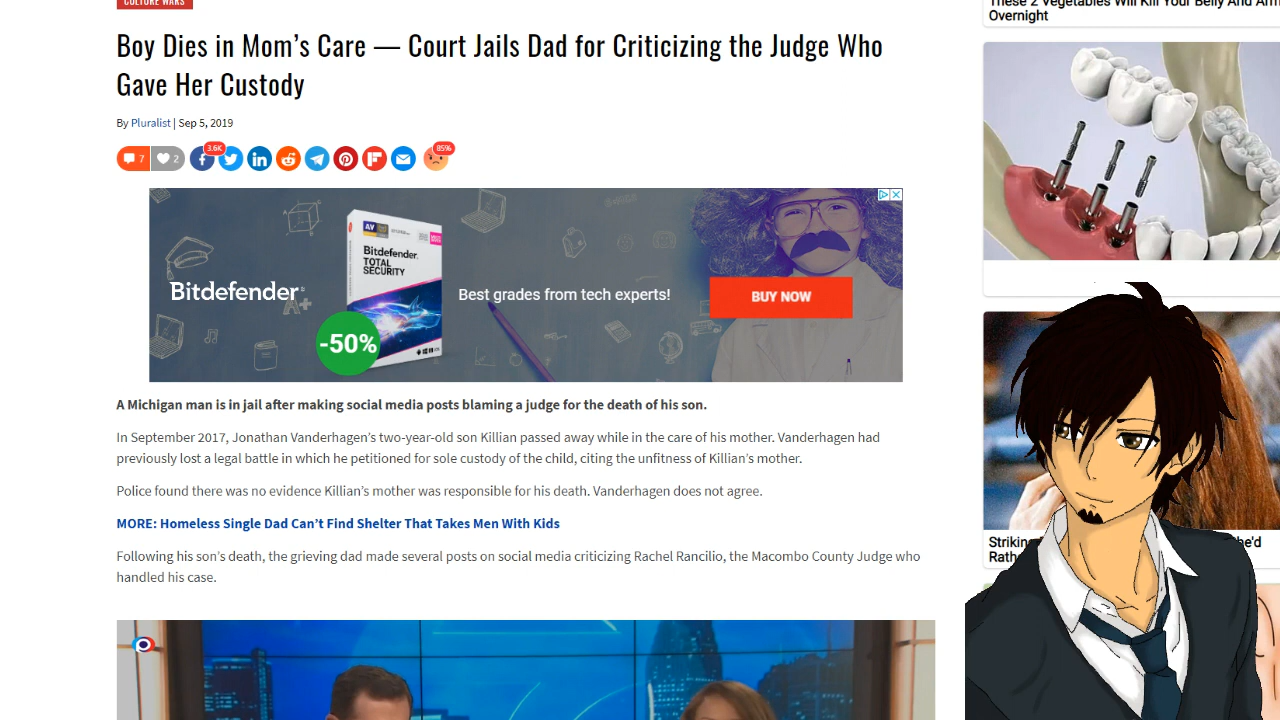 CULTURE WARS
Boy Dies in Mom's Care — Court Jails Dad for Criticizing the Judge Who
Gave Her Custody
By Pluralist | Sep 5, 2019
7
2
3.6K
85%
Bitdefender
A+
AV
Bitdefender
TOTAL
SECURITY
-50%
Best grades from tech experts!
BUY NOW
A Michigan man is in jail after making social media posts blaming a judge for the death of his son.
In September 2017, Jonathan Vanderhagen's two-year-old son Killian passed away while in the care of his mother. Vanderhagen had
previously lost a legal battle in which he petitioned for sole custody of the child, citing the unfitness of Killian's mother.
Police found there was no evidence Killian's mother was responsible for his death. Vanderhagen does not agree.
MORE: Homeless Single Dad Can't Find Shelter That Takes Men With Kids
Following his son's death, the grieving dad made several posts on social media criticizing Rachel Rancilio, the Macombo County Judge who
handled his case.
These 2 Vegetables Will Kill Your Belly And Arm
Overnight
Striking
he'd
Rath